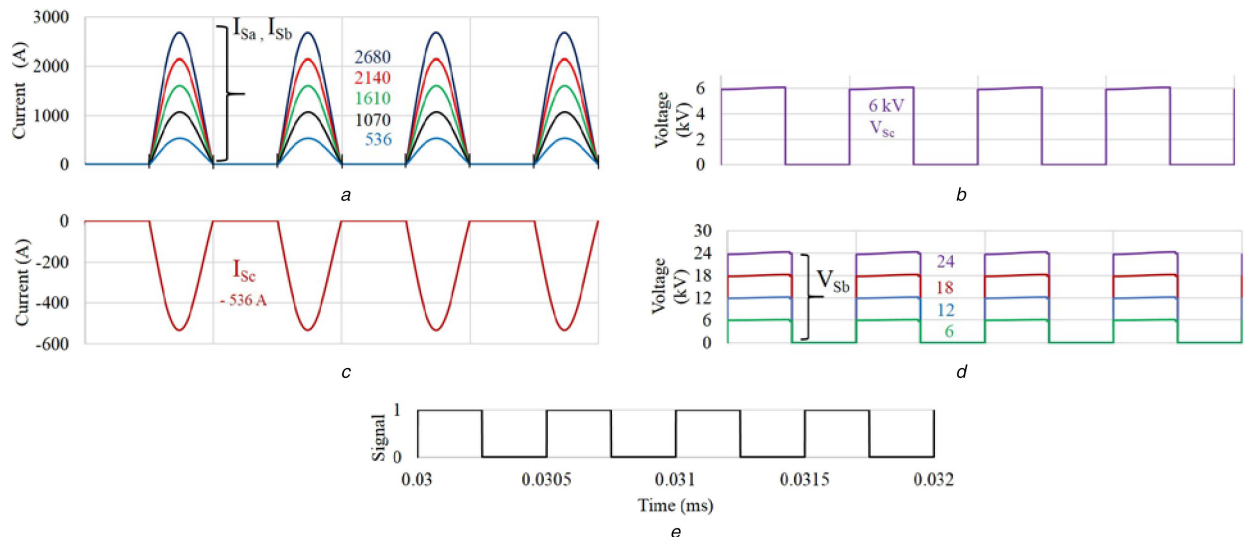 3000
2000
1000
0
Current (A)
I_Sa , I_Sb
2680
2140
1610
1070
536
a
6
4
2
0
Voltage (kV)
6 kV
V_Sc
b
0
-200
-400
-600
Current (A)
I_Sc
- 536 A
c
30
24
18
12
6
0
Voltage (kV)
V_Sb
24
18
12
6
d
1
0
Signal
0.03 0.0305 0.031 0.0315 0.032
Time (ms)
e